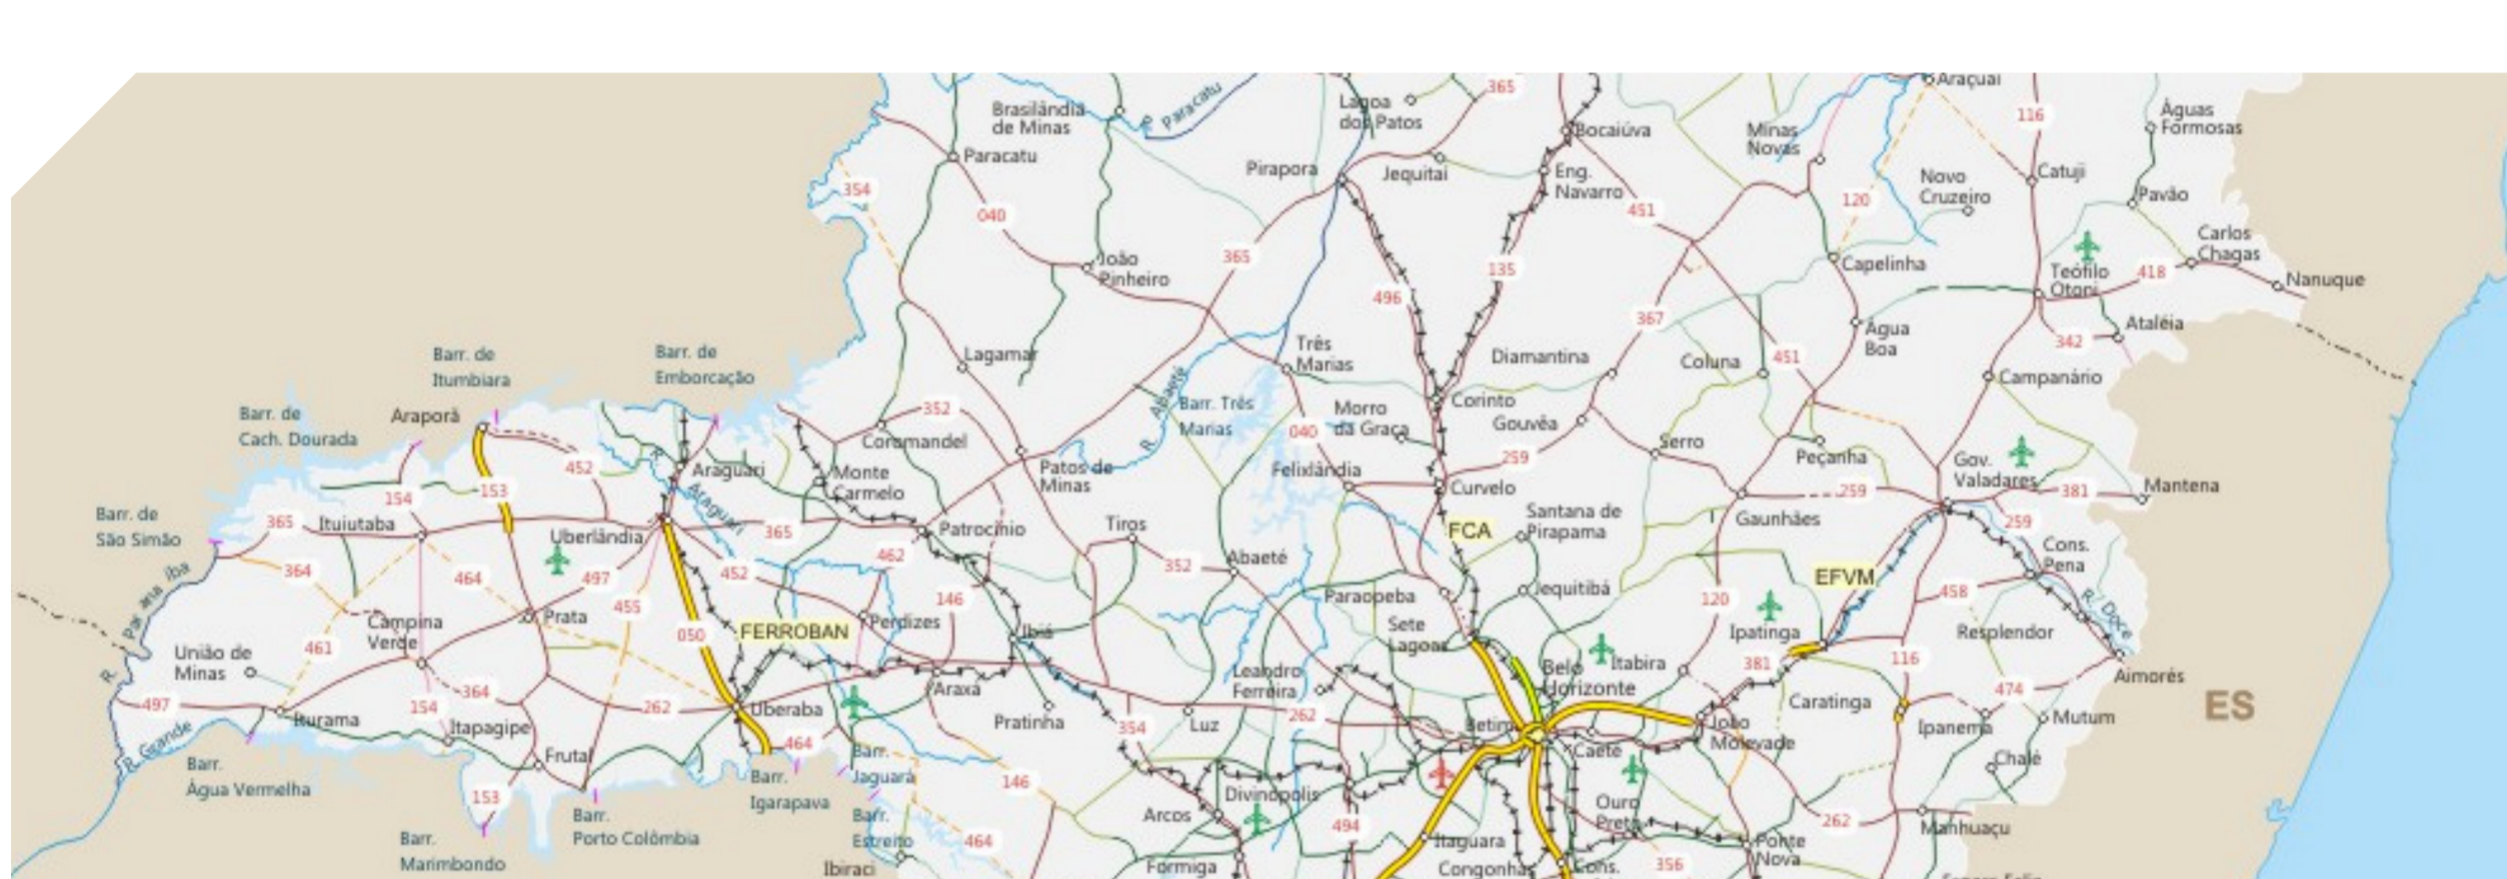 Araçuaí
365
Lagoa
dos Patos
Brasilândia
de Minas
R. Paracatu
116
Águas
Formosas
Bocaiúva
Minas
Novas
Paracatu
Pirapora
Jequitaí
Eng.
Navarro
Catuji
354
Novo
Cruzeiro
Pavão
040
451
120
Carlos
Chagas
João
Pinheiro
365
135
Capelinha
Teófilo
Otoni
418
Nanuque
496
367
Água
Boa
Ataléia
342
Três
Marias
Diamantina
Coluna
451
Campanário
Lagamar
Barr. de
Itumbiara
Barr. de
Emborcação
R. Abaeté
Barr. Três
Marias
Corinto
Morro
da Graça
Gouvêa
352
Araporã
Barr. de
Cach. Dourada
Coromandel
040
Serro
Peçanha
452
R. Araguari
Araguari
Monte
Carmelo
Patos de
Minas
Felixlândia
259
Gov.
Valadares
381
Mantena
154
153
Curvelo
259
Barr. de
São Simão
365
Ituiutaba
Uberlândia
365
Patrocínio
Tiros
FCA
Santana de
Pirapama
Gaunhães
259
462
352
Abaeté
Cons.
Pena
364
464
497
452
EFVM
458
R. Paranaíba
455
146
Paraopeba
Jequitibá
120
R. Doce
Campina
Verde
Prata
050
FERROBAN
Perdizes
Ibiá
Sete
Lagoas
Ipatinga
Resplendor
461
União de
Minas
Leandro
Ferreira
Belo
Horizonte
Itabira
381
116
Aimorés
497
364
154
262
Araxá
Pratinha
474
ES
Iturama
Itapagipe
Uberaba
354
Luz
262
Betim
João
Molevade
Caratinga
Ipanema
Mutum
R. Grande
Frutal
464
Barr.
Jaguara
Caeté
Chalé
Barr.
Água Vermelha
153
Barr.
Igarapava
146
Divinópolis
Ouro
Preto
Barr.
Marimbondo
Barr.
Porto Colômbia
Barr.
Estreito
464
Arcos
494
Itaguara
262
Manhuaçu
Ibiraci
Formiga
Congonhas
Cons.
356
Ponte
Nova